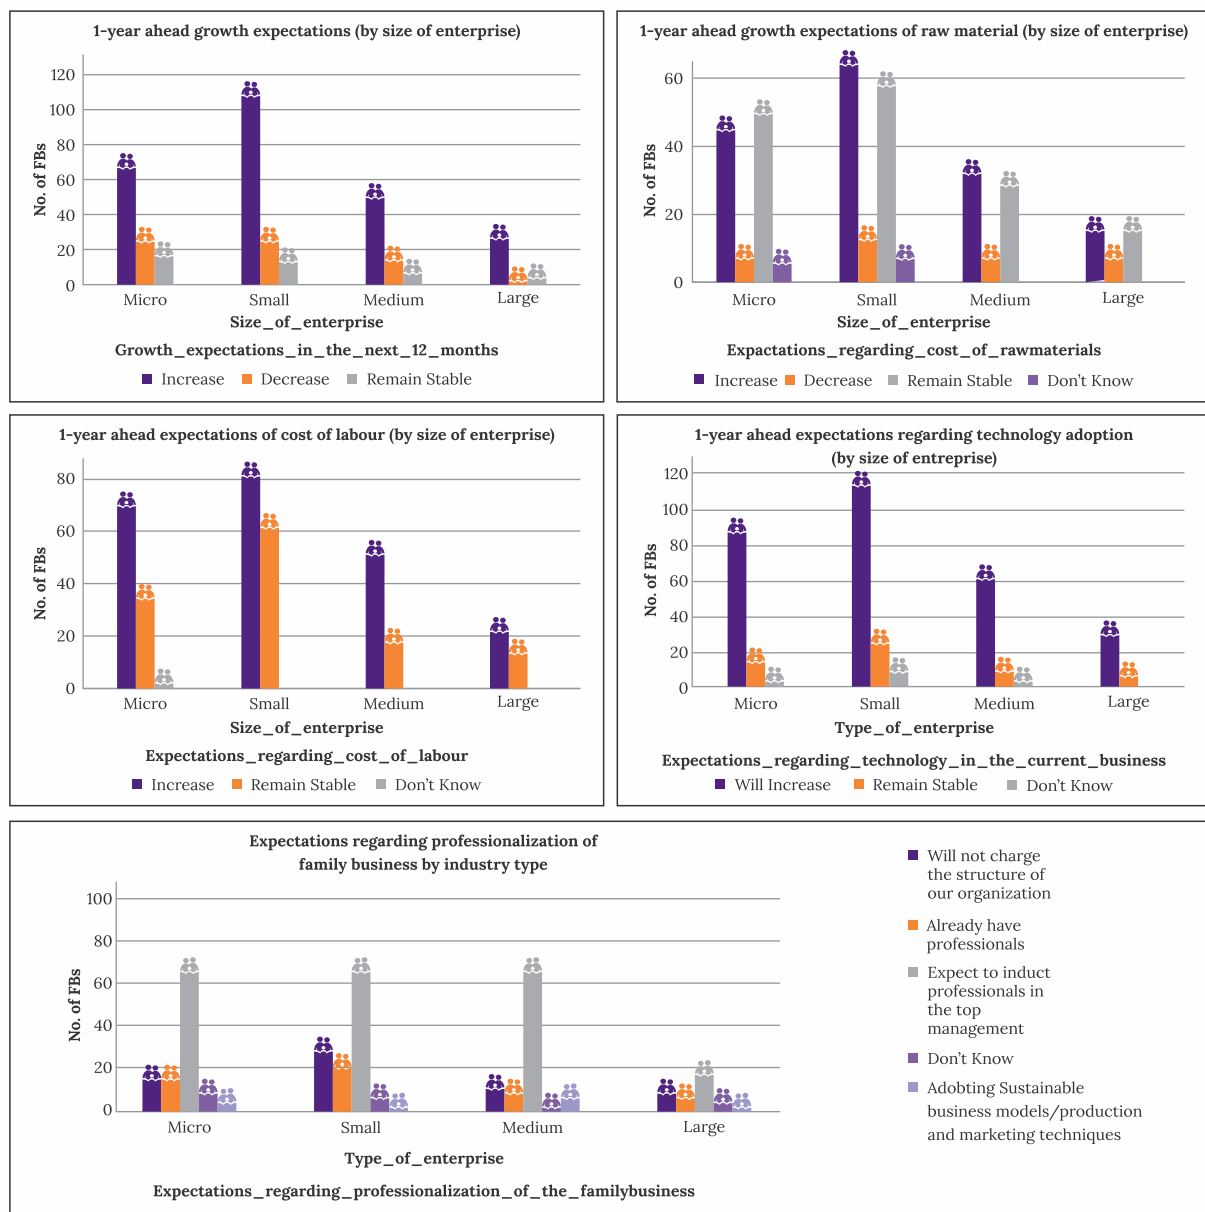 1-year ahead growth expectations (by size of enterprise)
120
100
80
60
40
20
0
No. of FBs
Micro Small Medium Large
Size_of_enterprise
Growth_expectations_in_the_next_12_months
Increase Decrease Remain Stable
1-year ahead growth expectations of raw material (by size of enterprise)
60
40
20
0
No. of FBs
Micro Small Medium Large
Size_of_enterprise
Expactations_regarding_cost_of_rawmaterials
Increase Decrease Remain Stable Don't Know
1-year ahead expectations of cost of labour (by size of enterprise)
80
60
40
20
0
No. of FBs
Micro Small Medium Large
Size_of_enterprise
Expectations_regarding_cost_of_labour
Increase Remain Stable Don't Know
1-year ahead expectations regarding technology adoption
(by size of entreprise)
120
100
80
60
40
20
0
No. of FBs
Micro Small Medium Large
Type_of_enterprise
Expectations_regarding_technology_in_the_current_business
Will Increase Remain Stable Don't Know
Expectations regarding professionalization of
family business by industry type
100
80
60
40
20
0
No. of FBs
Micro Small Medium Large
Type_of_enterprise
Expectations_regarding_professionalization_of_the_familybusiness
Will not charge
the structure of
our organization
Already have
professionals
Expect to induct
professionals in
the top
management
Don't Know
Adobting Sustainable
business models/production
and marketing techniques